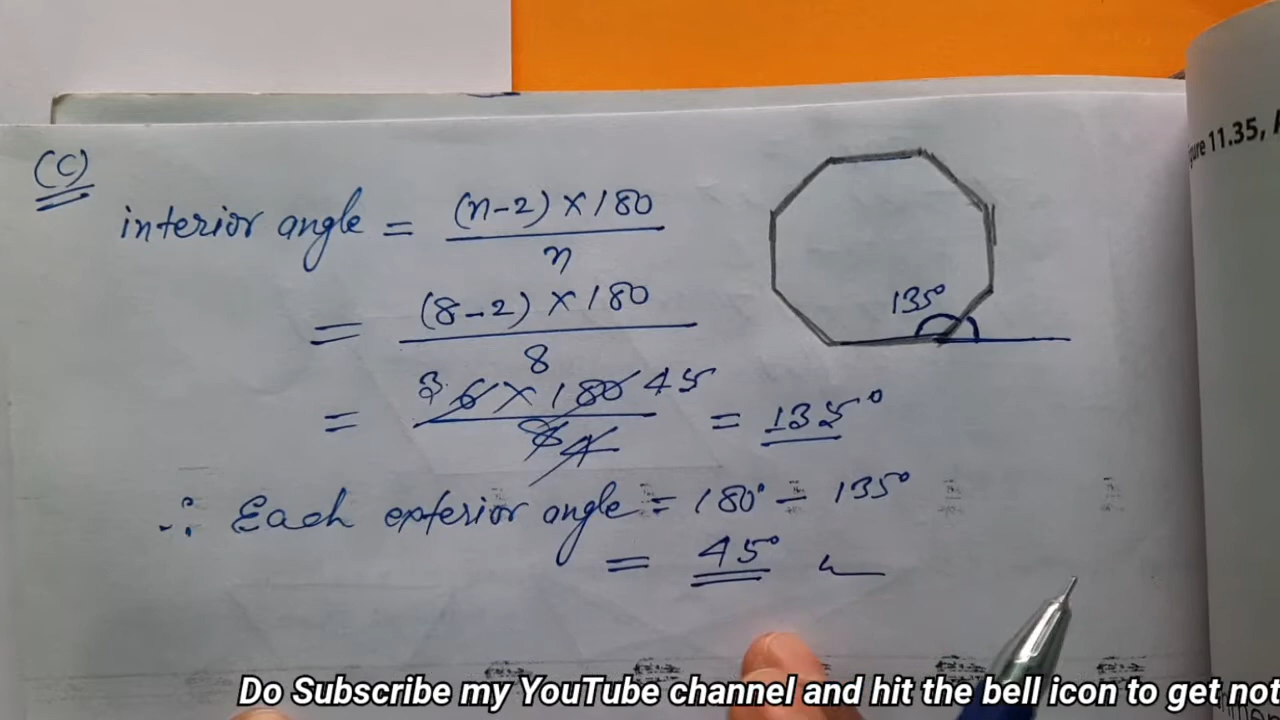 (C)
interior angle = (n-2) × 180 / n
= (8-2) × 180 / 8
= 3 6 × 180 45 / 8 4 = 135°
135°
∴ Each exterior angle = 180° - 135°
= 45°
ure 11.35,
Do Subscribe my YouTube channel and hit the bell icon to get not